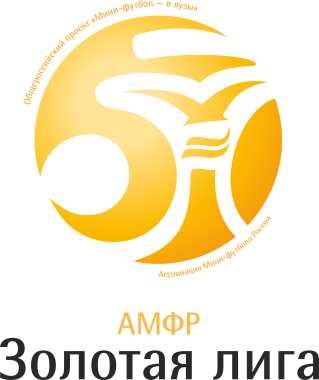 Общероссийский проект «Мини-футбол — в вузы»
Ассоциация Мини-футбола России
АМФР
Золотая лига